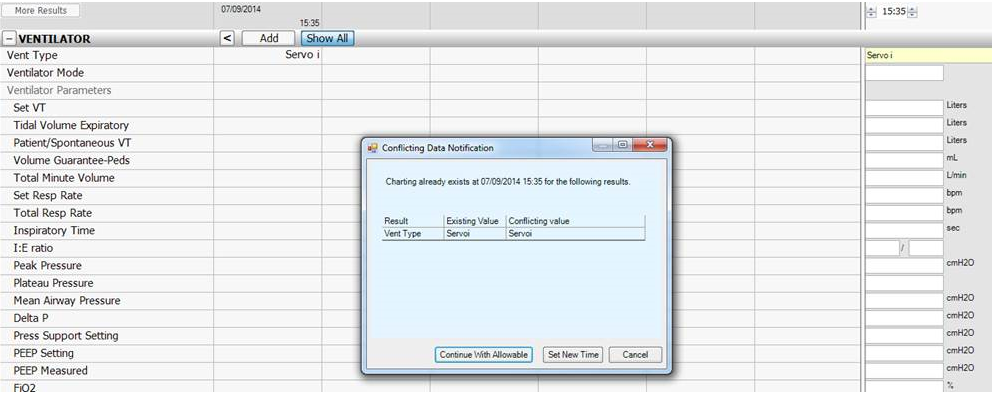 More Results 07/09/2014
15:35 15:35
− VENTILATOR < Add Show All
Vent Type Servo i Servo i
Ventilator Mode
Ventilator Parameters
Set VT Liters
Tidal Volume Expiratory Liters
Patient/Spontaneous VT Liters
Volume Guarantee-Peds mL
Total Minute Volume L/min
Set Resp Rate bpm
Total Resp Rate bpm
Inspiratory Time sec
I:E ratio /
Peak Pressure cmH2O
Plateau Pressure
Mean Airway Pressure cmH2O
Delta P cmH2O
Press Support Setting cmH2O
PEEP Setting cmH2O
PEEP Measured cmH2O
FiO2 %
Conflicting Data Notification
Charting already exists at 07/09/2014 15:35 for the following results.
Result Existing Value Conflicting value
Vent Type Servoi Servoi
Continue With Allowable Set New Time Cancel